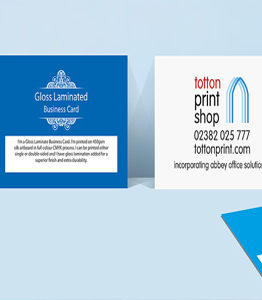 Gloss Laminated
Business Card
I'm a Gloss Laminate Business Card. I'm printed on 400gsm
silk artboard in full colour CMYK process. I can be printed either
single or double sided and I have gloss lamination added for a
superior finish and extra durability.
totton
print
shop
02382 025 777
tottonprint.com
incorporating abbey office solution